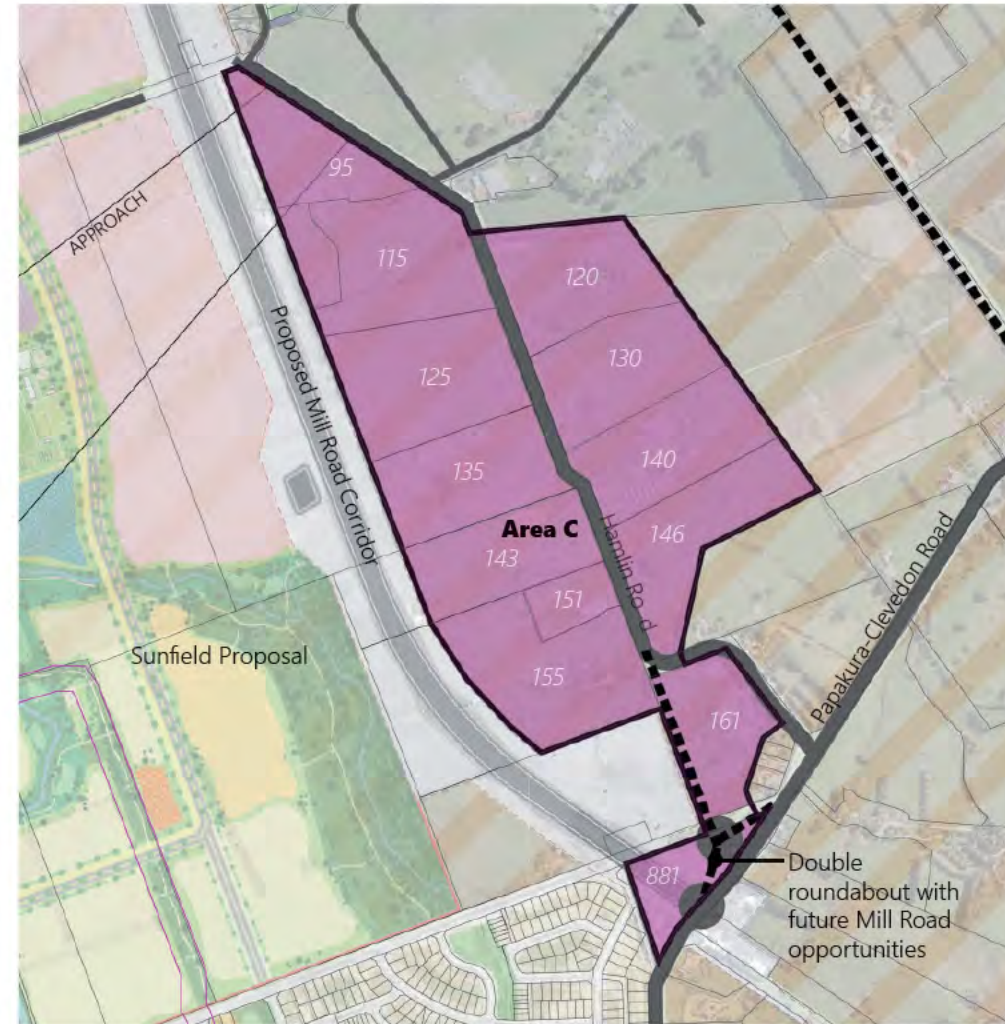 95
APPROACH
115
120
Proposed Mill Road Corridor
125
130
135
140
Area C
143
Hamlin Ro d
146
151
Sunfield Proposal
155
161
Papakura-Clevedon Road
881
Double
roundabout with
future Mill Road
opportunities